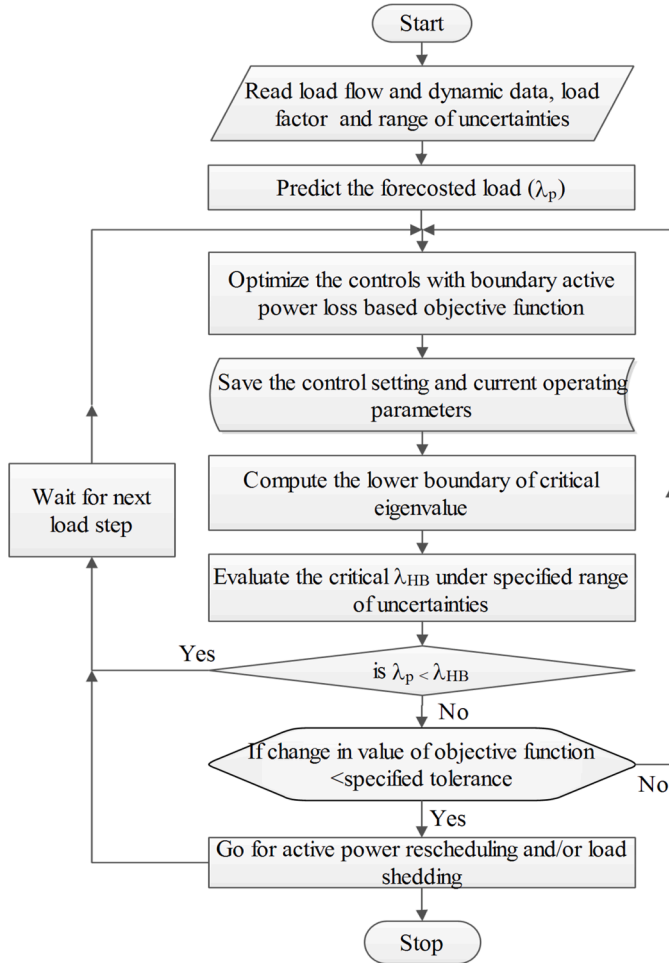 Start
Read load flow and dynamic data, load
factor and range of uncertainties
Predict the forecosted load (λp)
Optimize the controls with boundary active
power loss based objective function
Save the control setting and current operating
parameters
Wait for next
load step
Compute the lower boundary of critical
eigenvalue
Evaluate the critical λHB under specified range
of uncertainties
Yes
is λp < λHB
No
If change in value of objective function
<specified tolerance
No
Yes
Go for active power rescheduling and/or load
shedding
Stop